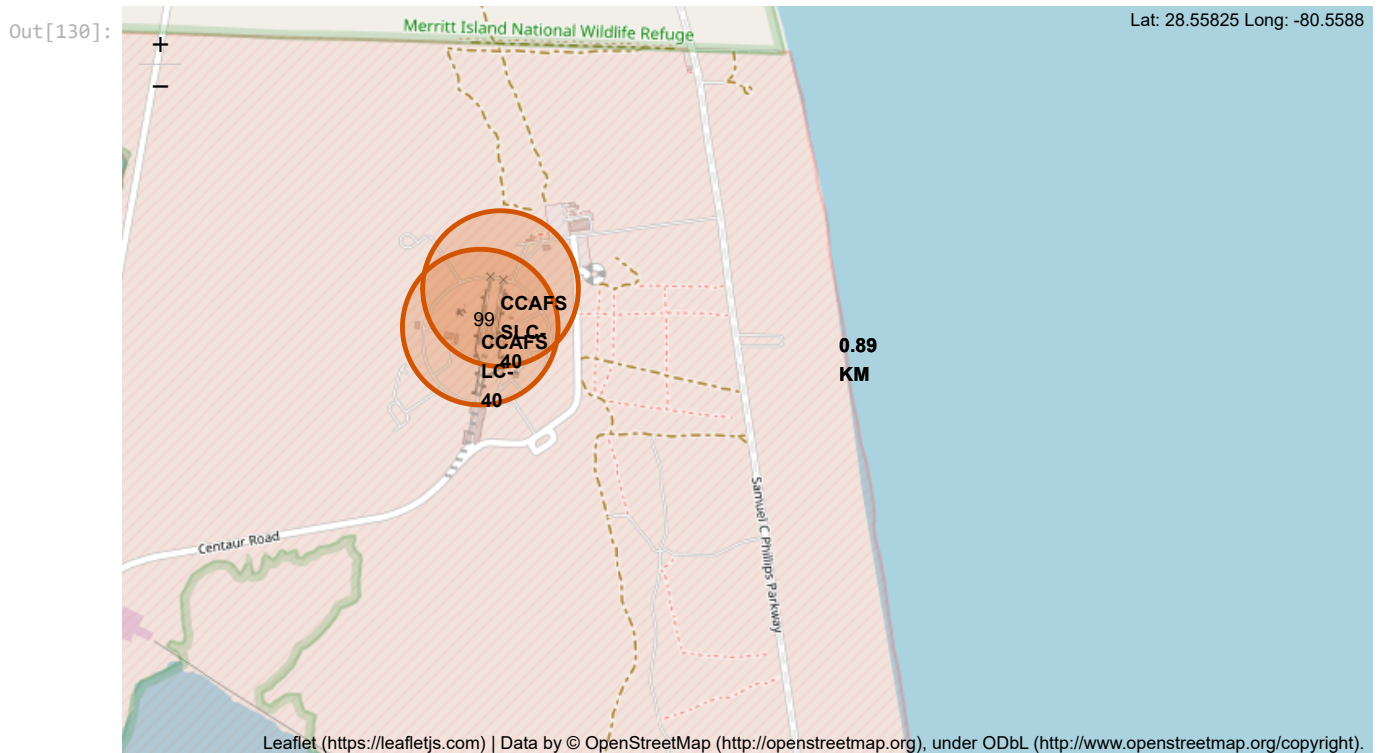 Out[130]:
Merritt Island National Wildlife Refuge
Lat: 28.55825 Long: -80.5588
+
−
CCAFS
SLC-
40
99
CCAFS
LC-
40
0.89
KM
Samuel C Phillips Parkway
Centaur Road
Leaflet (https://leafletjs.com) | Data by © OpenStreetMap (http://openstreetmap.org), under ODbL (http://www.openstreetmap.org/copyright).